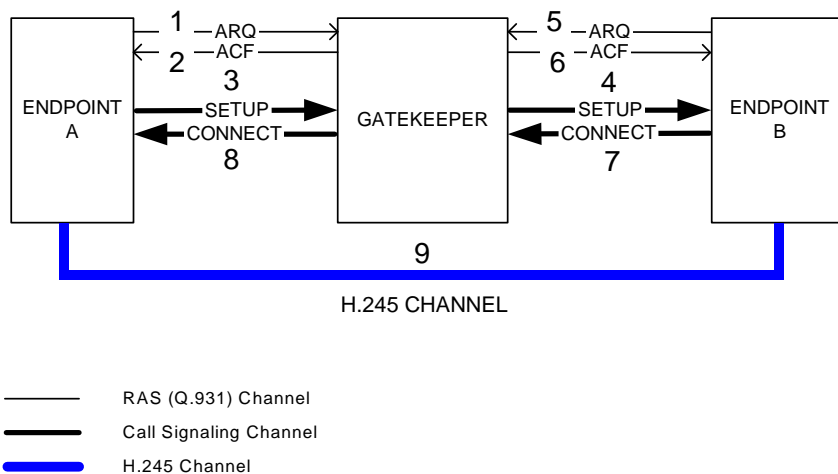 1 ARQ
2 ACF
3
SETUP
CONNECT
8
5 ARQ
6 ACF
4
SETUP
CONNECT
7
ENDPOINT
A
GATEKEEPER
ENDPOINT
B
9
H.245 CHANNEL
RAS (Q.931) Channel
Call Signaling Channel
H.245 Channel